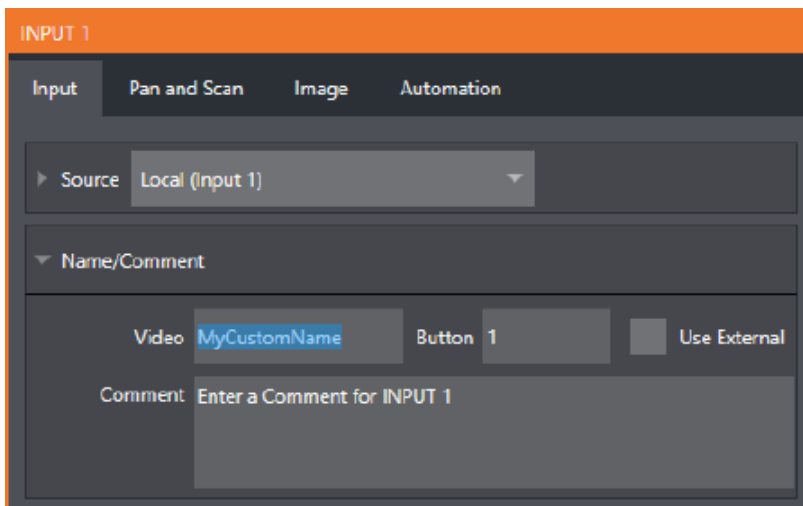 INPUT 1
Input Pan and Scan Image Automation
Source Local (Input 1)
Name/Comment
Video MyCustomName Button 1 Use External
Comment Enter a Comment for INPUT 1